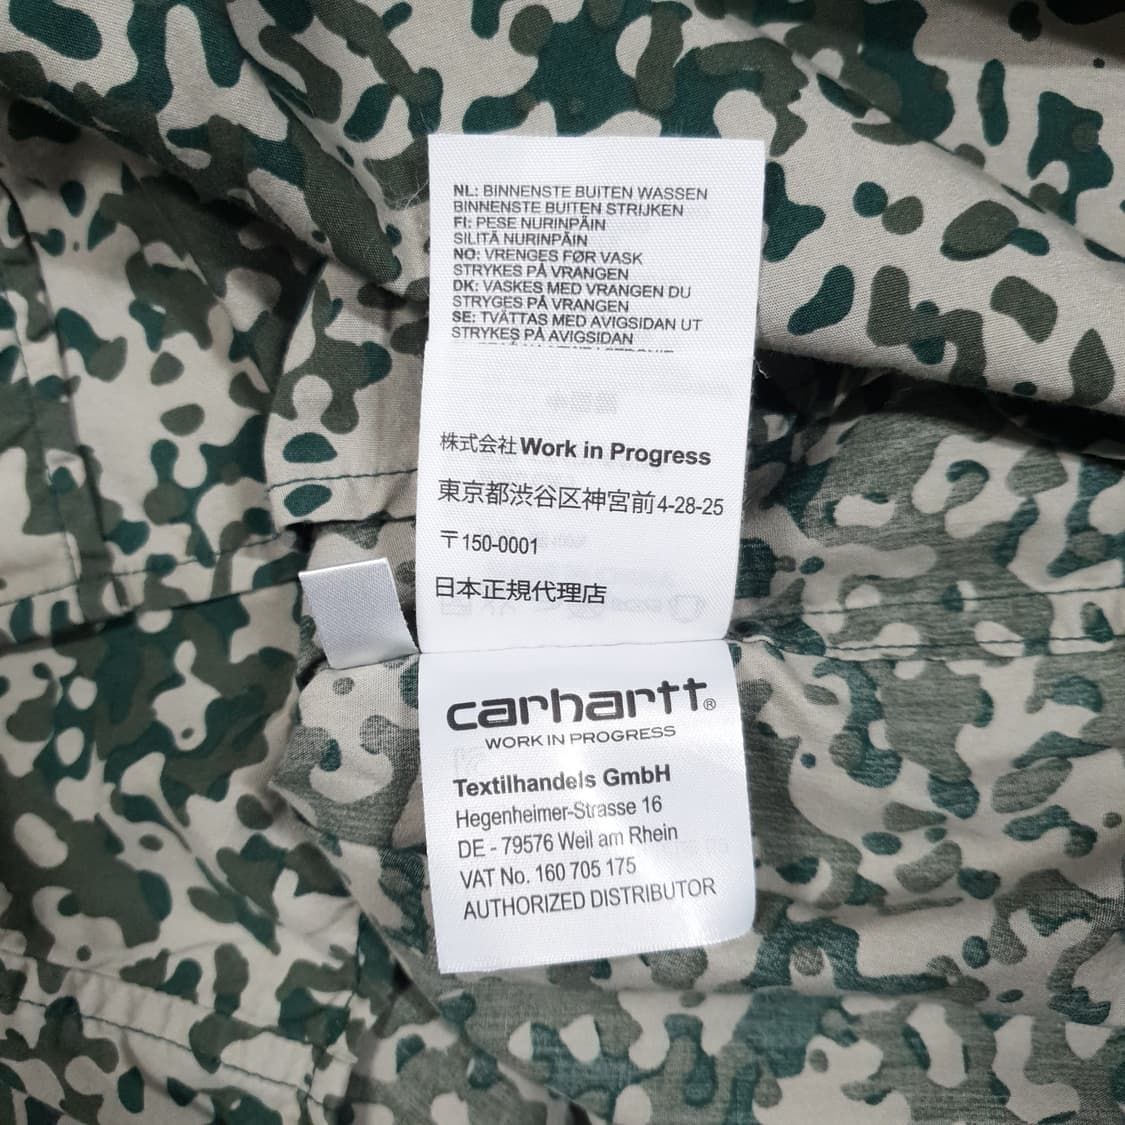 NL: BINNENSTE BUITEN WASSEN
BINNENSTE BUITEN STRIJKEN
FI: PESE NURINPÄIN
SILITÄ NURINPÄIN
NO: VRENGES FØR VASK
STRYKES PÅ VRANGEN
DK: VASKES MED VRANGEN DU
STRYGES PÅ VRANGEN
SE: TVÄTTAS MED AVIGSIDAN UT
STRYKES PÅ AVIGSIDAN
株式会社 Work in Progress
東京都渋谷区神宮前4-28-25
〒150-0001
日本正規代理店
carhartt®
WORK IN PROGRESS
Textilhandels GmbH
Hegenheimer-Strasse 16
DE - 79576 Weil am Rhein
VAT No. 160 705 175
AUTHORIZED DISTRIBUTOR